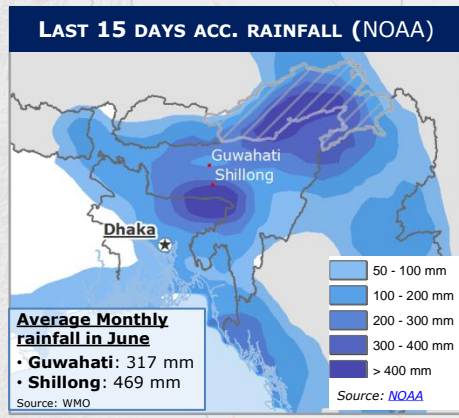 LAST 15 DAYS ACC. RAINFALL (NOAA)
Guwahati
Shillong
Dhaka
50 - 100 mm
100 - 200 mm
200 - 300 mm
300 - 400 mm
> 400 mm
Source: NOAA
Average Monthly
rainfall in June
• Guwahati: 317 mm
• Shillong: 469 mm
Source: WMO